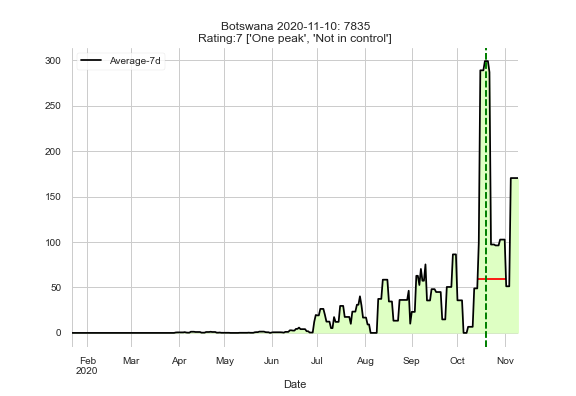 Botswana 2020-11-10: 7835
Rating:7 ['One peak', 'Not in control']
Average-7d
300
250
200
150
100
50
0
Feb Mar Apr May Jun Jul Aug Sep Oct Nov
2020
Date